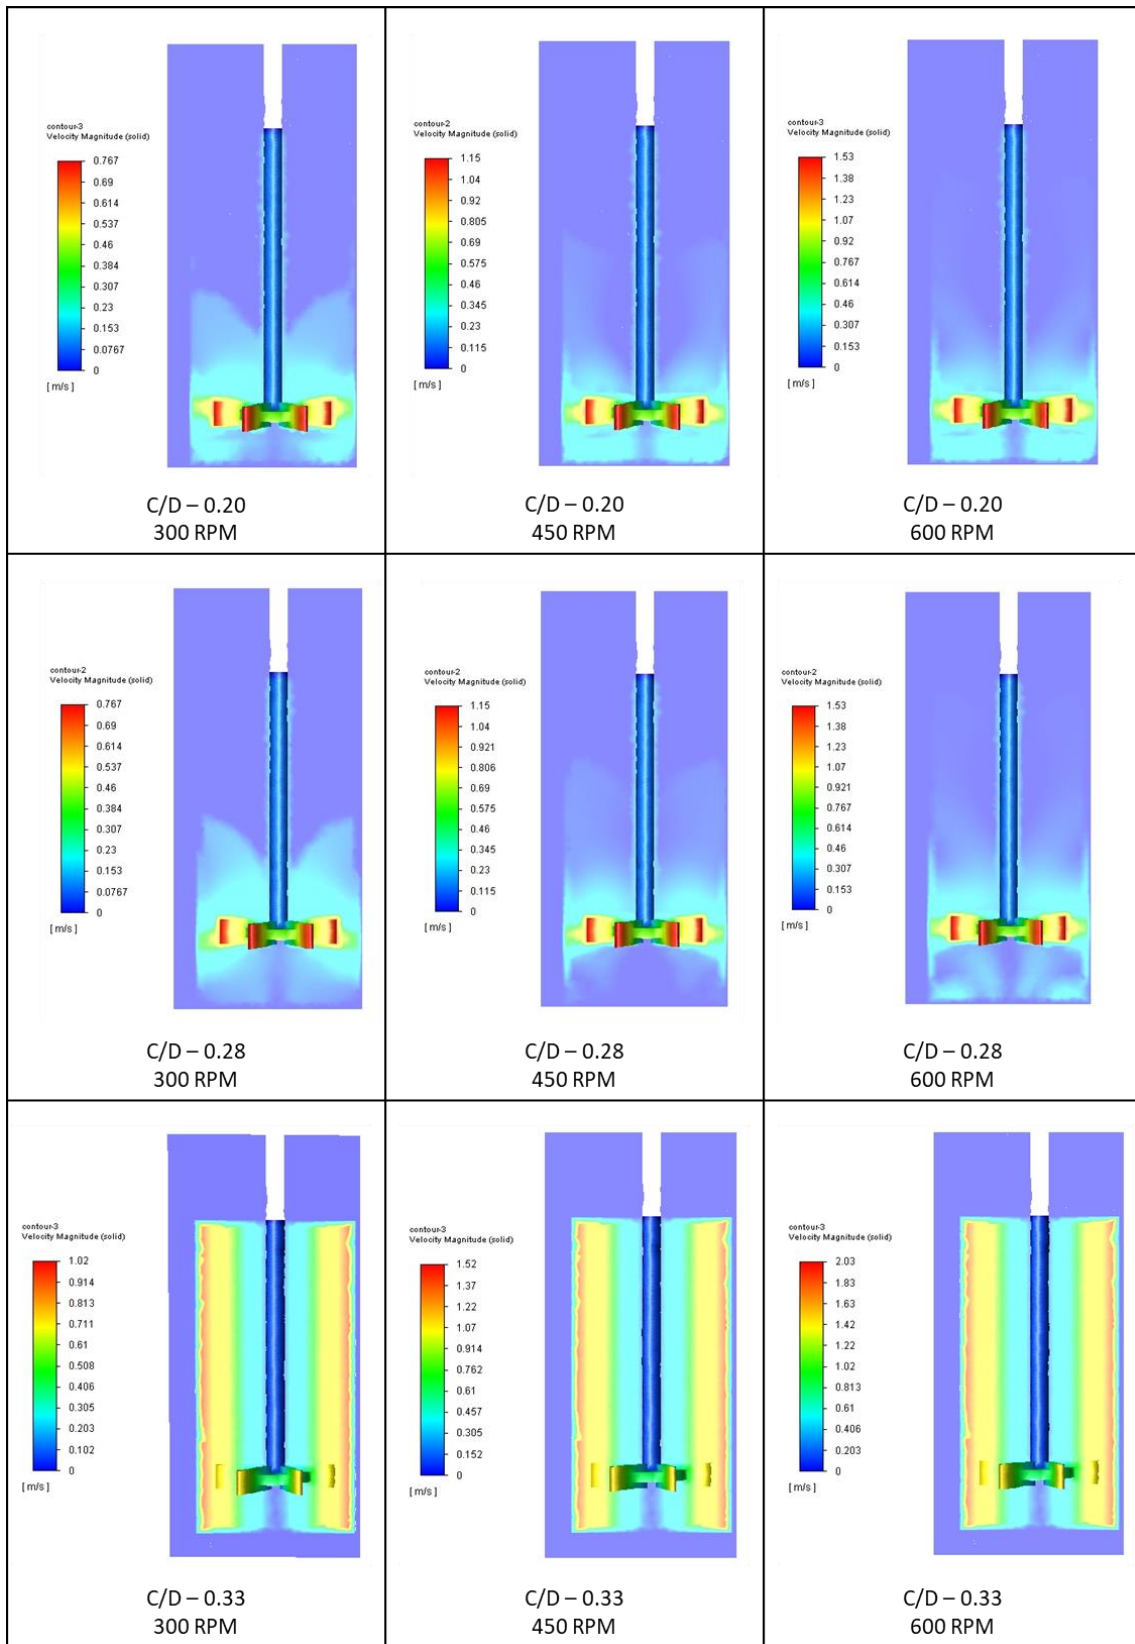 contour-3
Velocity Magnitude (solid)
0.767
0.69
0.614
0.537
0.46
0.384
0.307
0.23
0.153
0.0767
0
[ m/s ]
C/D – 0.20
300 RPM
contour-2
Velocity Magnitude (solid)
1.15
1.04
0.92
0.805
0.69
0.575
0.46
0.345
0.23
0.115
0
[ m/s ]
C/D – 0.20
450 RPM
contour-3
Velocity Magnitude (solid)
1.53
1.38
1.23
1.07
0.92
0.767
0.614
0.46
0.307
0.153
0
[ m/s ]
C/D – 0.20
600 RPM
contour-2
Velocity Magnitude (solid)
0.767
0.69
0.614
0.537
0.46
0.384
0.307
0.23
0.153
0.0767
0
[ m/s ]
C/D – 0.28
300 RPM
contour-2
Velocity Magnitude (solid)
1.15
1.04
0.921
0.806
0.69
0.575
0.46
0.345
0.23
0.115
0
[ m/s ]
C/D – 0.28
450 RPM
contour-2
Velocity Magnitude (solid)
1.53
1.38
1.23
1.07
0.921
0.767
0.614
0.46
0.307
0.153
0
[ m/s ]
C/D – 0.28
600 RPM
contour-3
Velocity Magnitude (solid)
1.02
0.914
0.813
0.711
0.61
0.508
0.406
0.305
0.203
0.102
0
[ m/s ]
C/D – 0.33
300 RPM
contour-3
Velocity Magnitude (solid)
1.52
1.37
1.22
1.07
0.914
0.762
0.61
0.457
0.305
0.152
0
[ m/s ]
C/D – 0.33
450 RPM
contour-3
Velocity Magnitude (solid)
2.03
1.83
1.63
1.42
1.22
1.02
0.813
0.61
0.406
0.203
0
[ m/s ]
C/D – 0.33
600 RPM